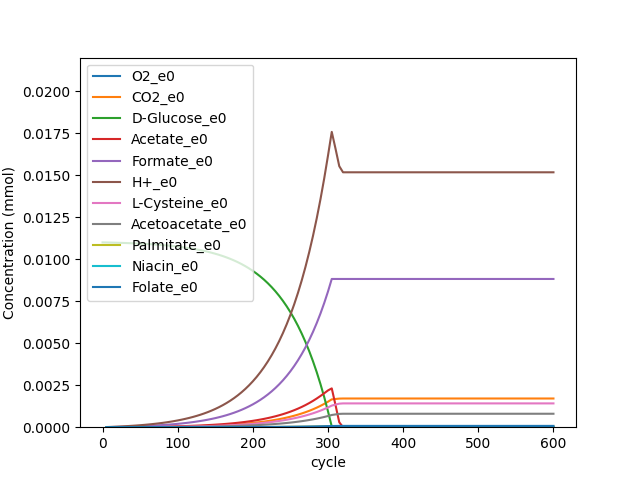 0.0200
0.0175
0.0150
0.0125
0.0100
0.0075
0.0050
0.0025
0.0000
Concentration (mmol)
O2_e0
CO2_e0
D-Glucose_e0
Acetate_e0
Formate_e0
H+_e0
L-Cysteine_e0
Acetoacetate_e0
Palmitate_e0
Niacin_e0
Folate_e0
0 100 200 300 400 500 600
cycle